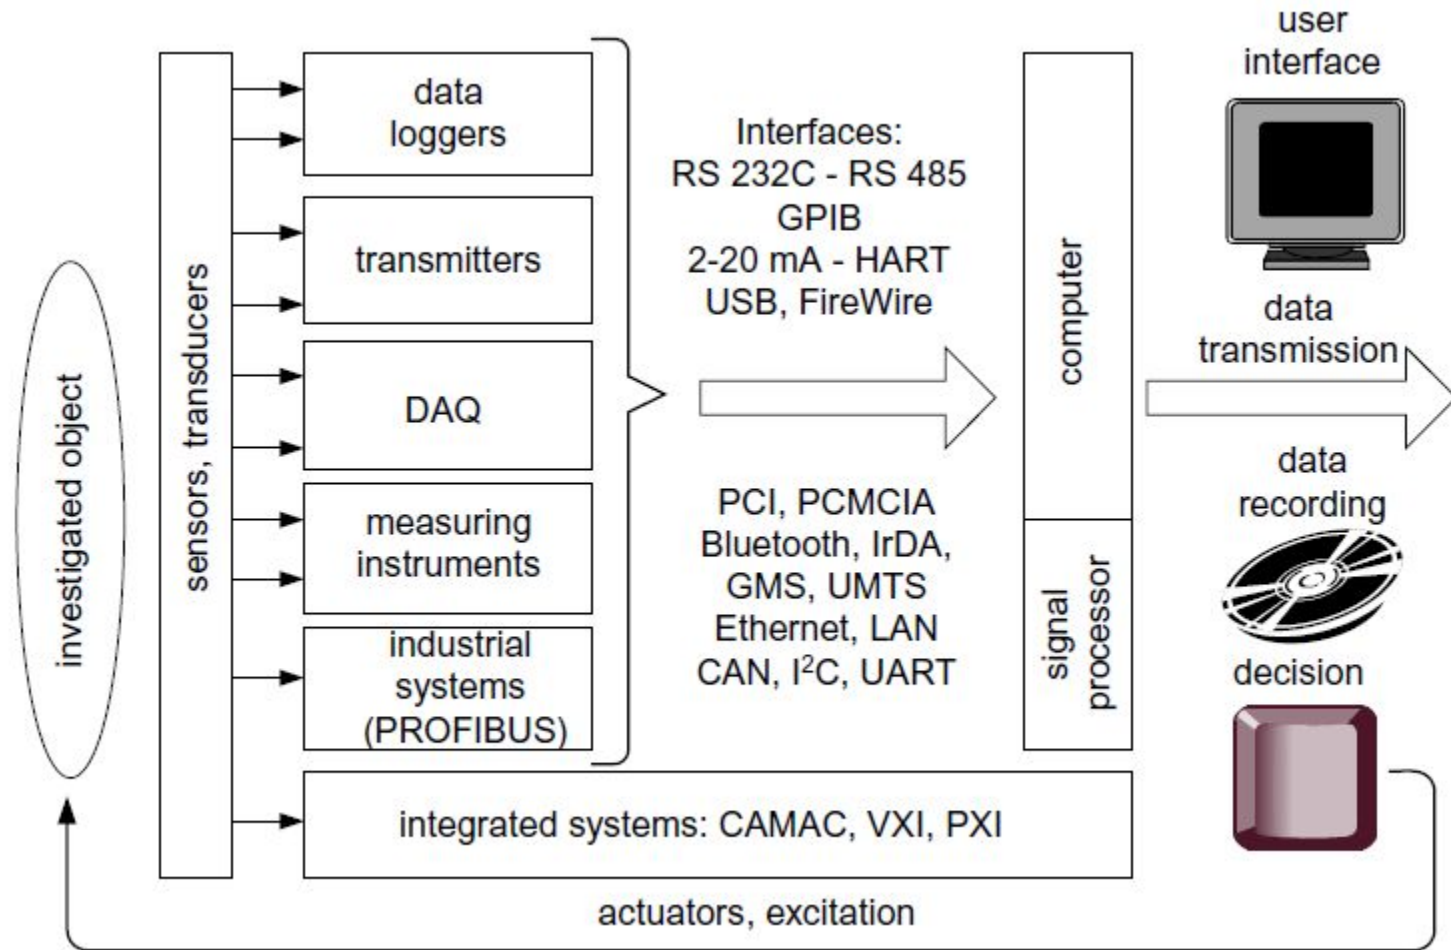 investigated object
sensors, transducers
data
loggers
transmitters
DAQ
measuring
instruments
industrial
systems
(PROFIBUS)
integrated systems: CAMAC, VXI, PXI
Interfaces:
RS 232C - RS 485
GPIB
2-20 mA - HART
USB, FireWire
PCI, PCMCIA
Bluetooth, IrDA,
GMS, UMTS
Ethernet, LAN
CAN, I²C, UART
computer
signal
processor
user
interface
data
transmission
data
recording
decision
actuators, excitation